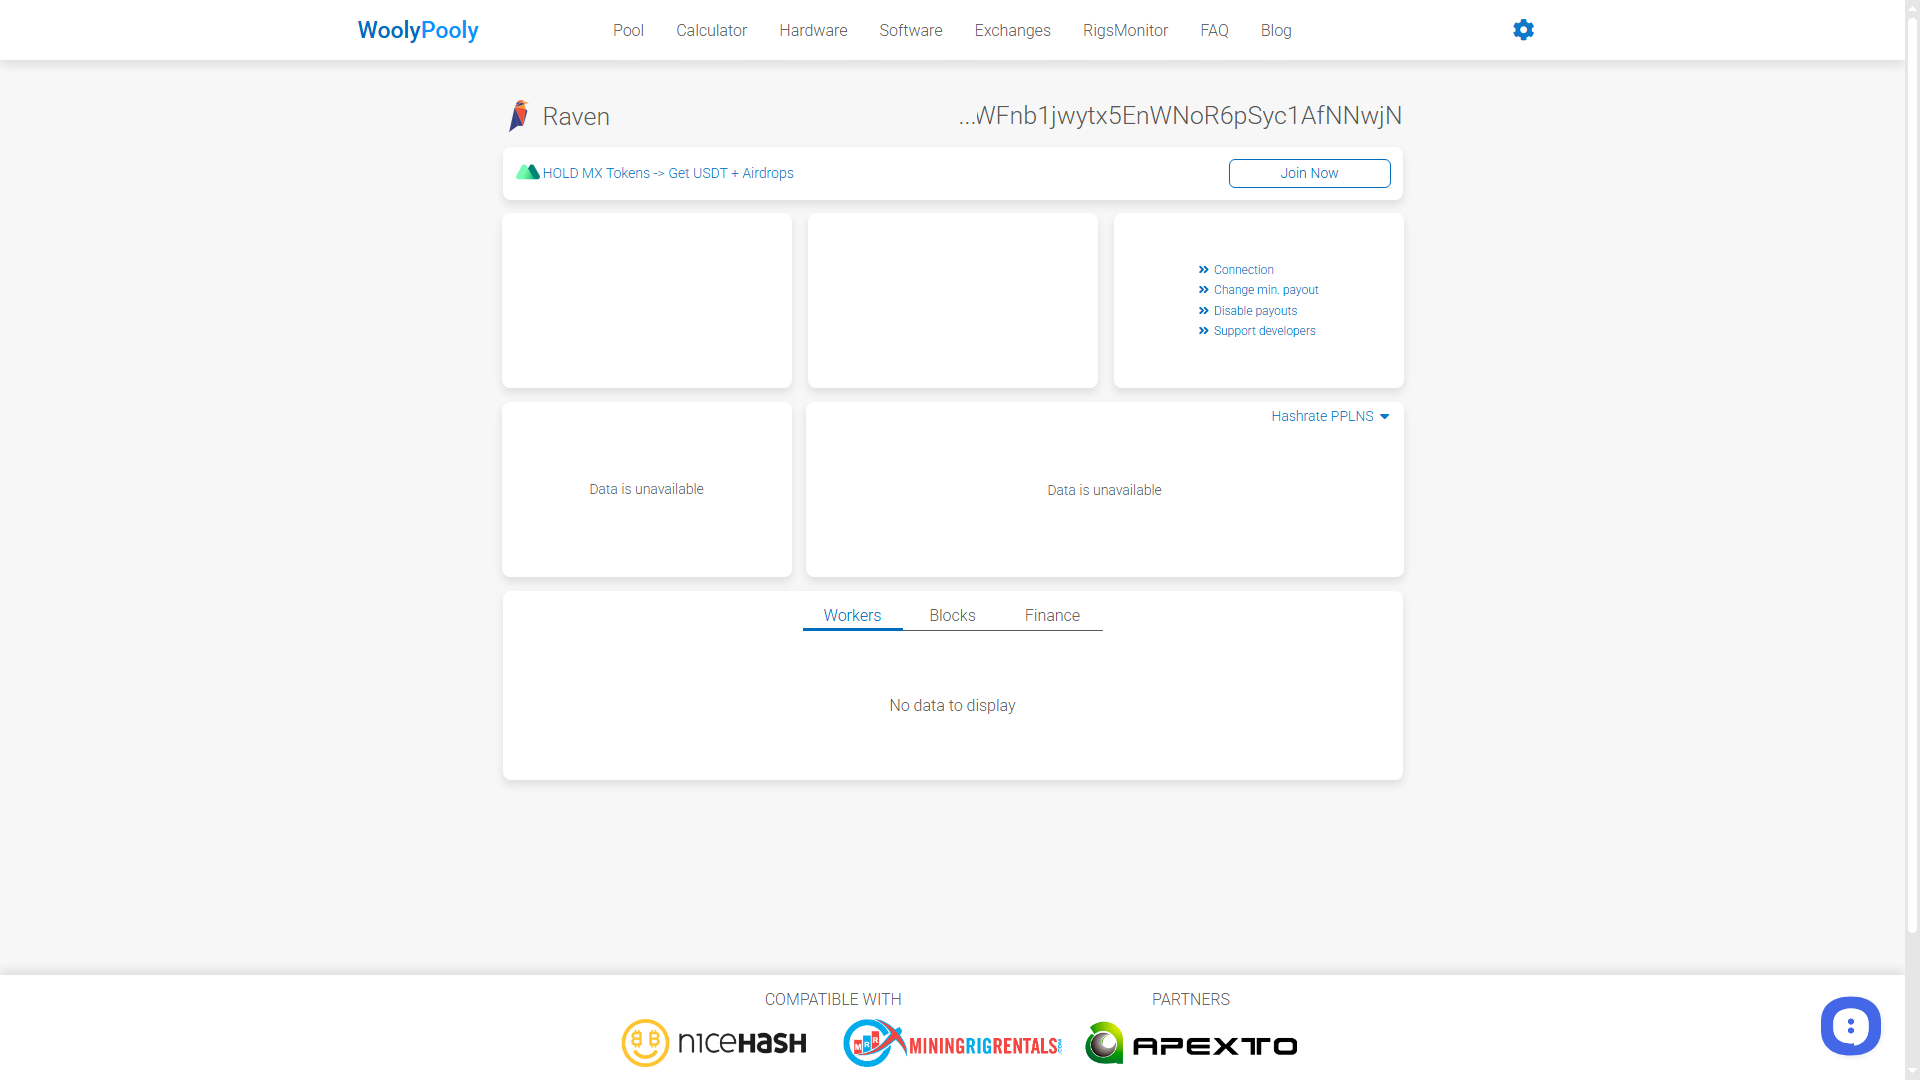 WoolyPooly
Pool
Calculator
Hardware
Software
Exchanges
RigsMonitor
FAQ
Blog
Raven
...WFnb1jwytx5EnWNoR6pSyc1AfNNwjN
HOLD MX Tokens -> Get USDT + Airdrops
Join Now
Connection
Change min. payout
Disable payouts
Support developers
Data is unavailable
Hashrate PPLNS
Data is unavailable
Workers
Blocks
Finance
No data to display
COMPATIBLE WITH
PARTNERS
nicehash
MRR MININGRIGRENTALS.COM
APEXTO